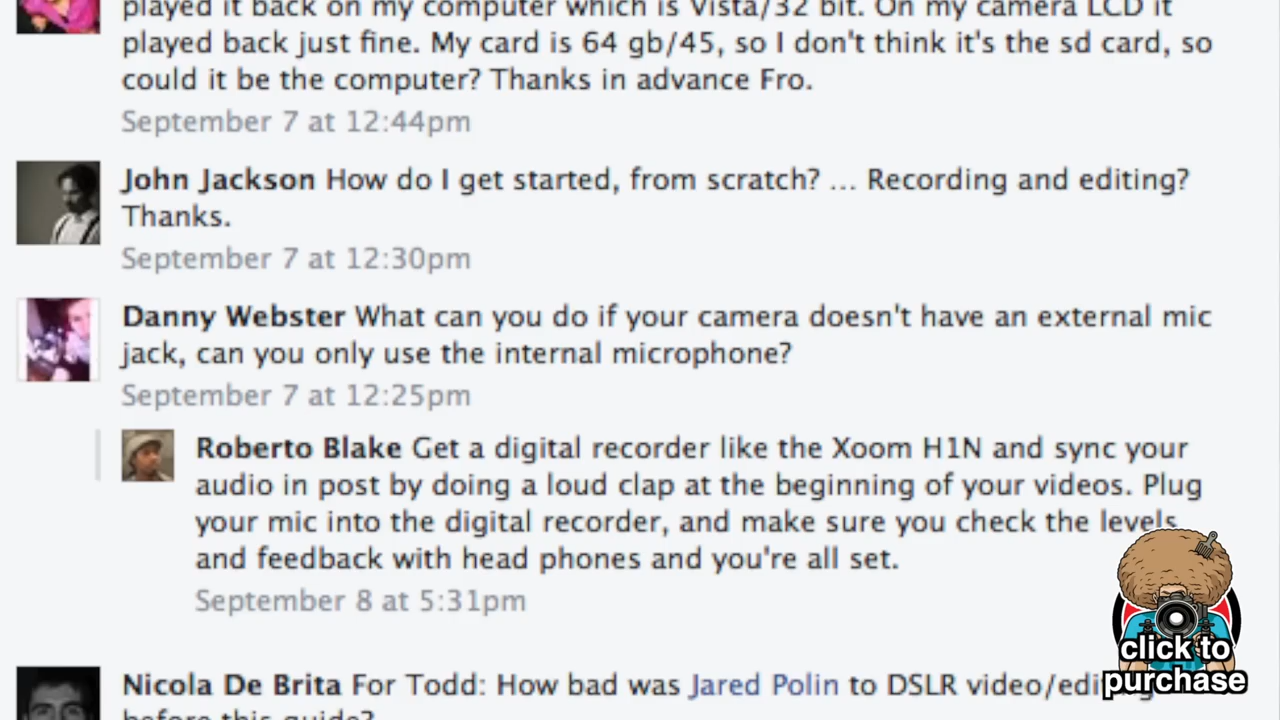 played it back on my computer which is Vista/32 bit. On my camera LCD it
played back just fine. My card is 64 gb/45, so I don't think it's the sd card, so
could it be the computer? Thanks in advance Fro.
September 7 at 12:44pm
John Jackson How do I get started, from scratch? ... Recording and editing?
Thanks.
September 7 at 12:30pm
Danny Webster What can you do if your camera doesn't have an external mic
jack, can you only use the internal microphone?
September 7 at 12:25pm
Roberto Blake Get a digital recorder like the Xoom H1N and sync your
audio in post by doing a loud clap at the beginning of your videos. Plug
your mic into the digital recorder, and make sure you check the levels
and feedback with head phones and you're all set.
September 8 at 5:31pm
Nicola De Brita For Todd: How bad was Jared Polin to DSLR video/editing
before this guide?
click to
purchase